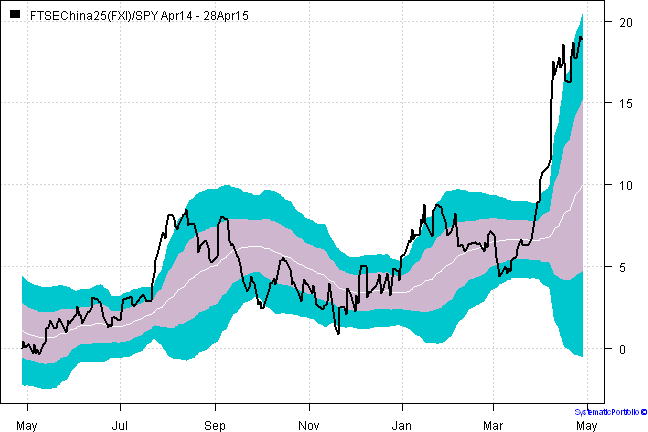 FTSEChina25(FXI)/SPY Apr14 - 28Apr15
20
15
10
5
0
May Jul Sep Nov Jan Mar May
SystematicPortfolio ©